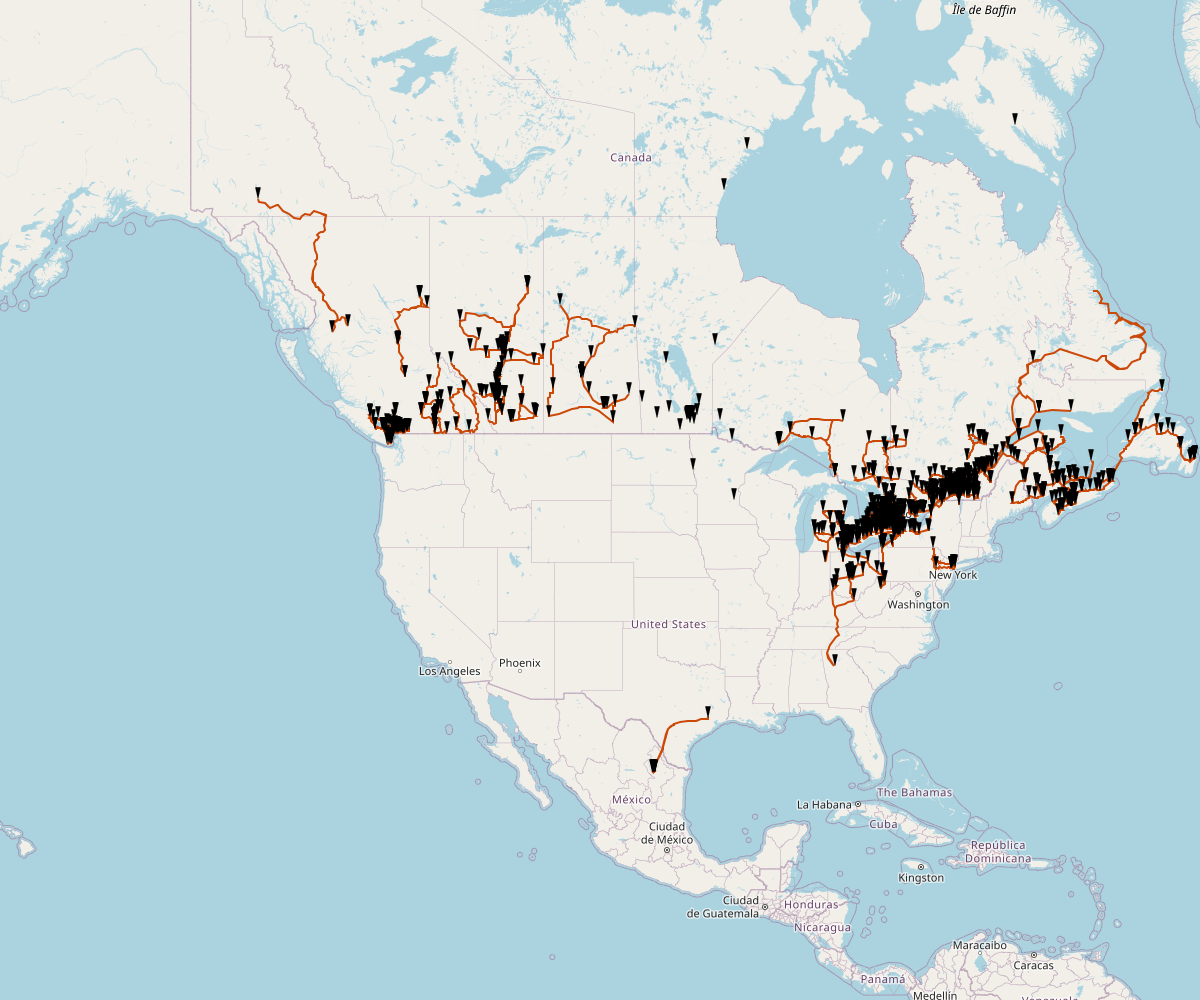 Île de Baffin
Canada
New York
Washington
United States
Los Angeles
Phoenix
México
Ciudad
de México
La Habana
The Bahamas
Cuba
República
Dominicana
Kingston
Ciudad
de Guatemala
Honduras
Nicaragua
Maracaibo
Caracas
Panamá
Medellín